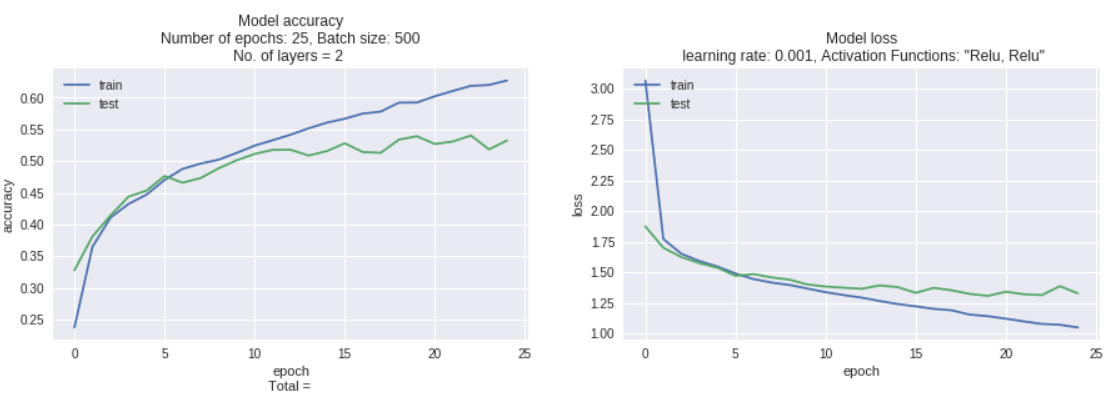 Model accuracy
Number of epochs: 25, Batch size: 500
No. of layers = 2
train
test
0.60
0.55
0.50
0.45
0.40
0.35
0.30
0.25
accuracy
0 5 10 15 20 25
epoch
Total =
Model loss
learning rate: 0.001, Activation Functions: "Relu, Relu"
train
test
3.00
2.75
2.50
2.25
2.00
1.75
1.50
1.25
1.00
loss
0 5 10 15 20 25
epoch